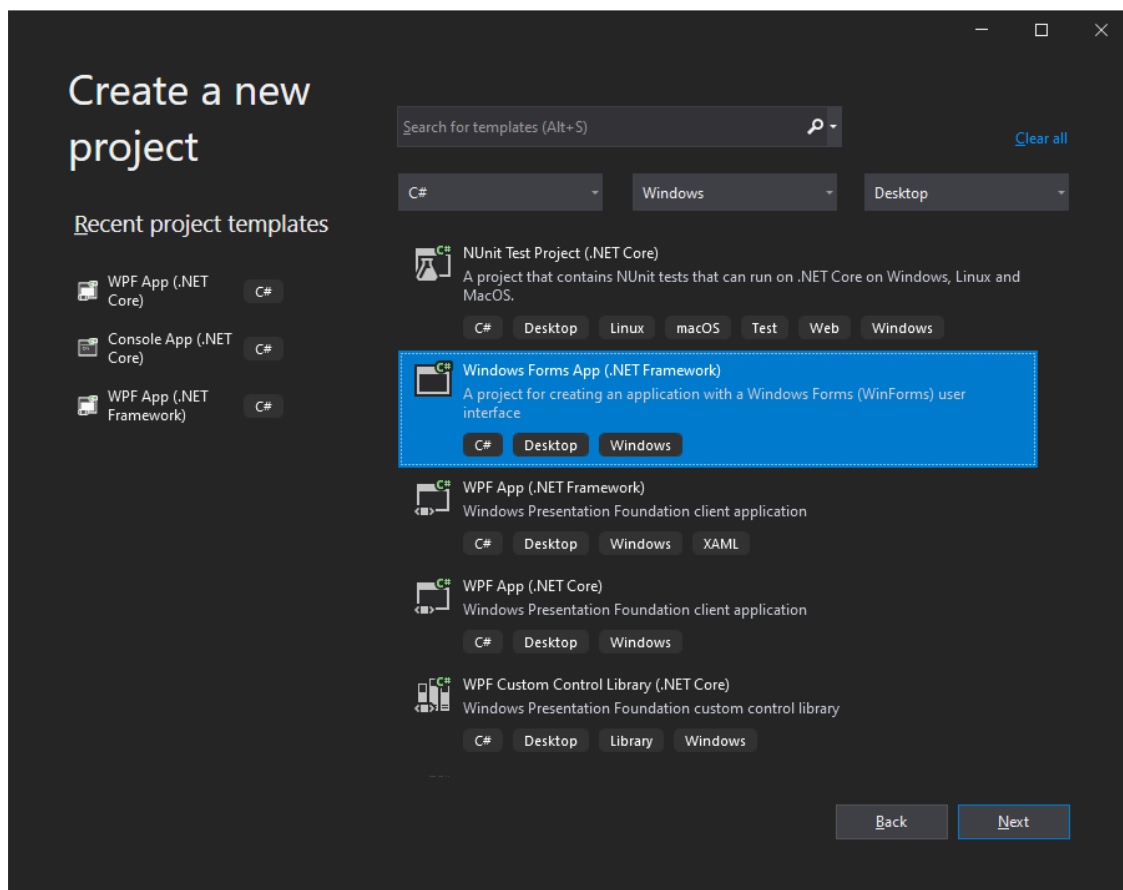 Create a new
project
Search for templates (Alt+S)
Clear all
C# Windows Desktop
Recent project templates
WPF App (.NET
Core)
C#
Console App (.NET
Core)
C#
WPF App (.NET
Framework)
C#
NUnit Test Project (.NET Core)
A project that contains NUnit tests that can run on .NET Core on Windows, Linux and
MacOS.
C# Desktop Linux macOS Test Web Windows
Windows Forms App (.NET Framework)
A project for creating an application with a Windows Forms (WinForms) user
interface
C# Desktop Windows
WPF App (.NET Framework)
Windows Presentation Foundation client application
C# Desktop Windows XAML
WPF App (.NET Core)
Windows Presentation Foundation client application
C# Desktop Windows
WPF Custom Control Library (.NET Core)
Windows Presentation Foundation custom control library
C# Desktop Library Windows
Back Next